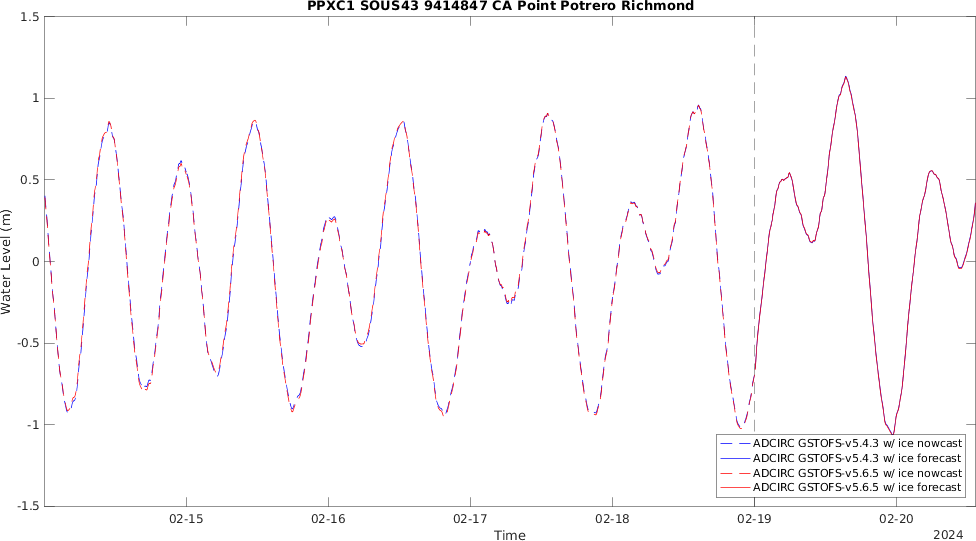 PPXC1 SOUS43 9414847 CA Point Potrero Richmond
1.5
1
0.5
0
-0.5
-1
-1.5
Water Level (m)
02-15
02-16
02-17
02-18
02-19
02-20
Time
2024
ADCIRC GSTOFS-v5.4.3 w/ ice nowcast
ADCIRC GSTOFS-v5.4.3 w/ ice forecast
ADCIRC GSTOFS-v5.6.5 w/ ice nowcast
ADCIRC GSTOFS-v5.6.5 w/ ice forecast